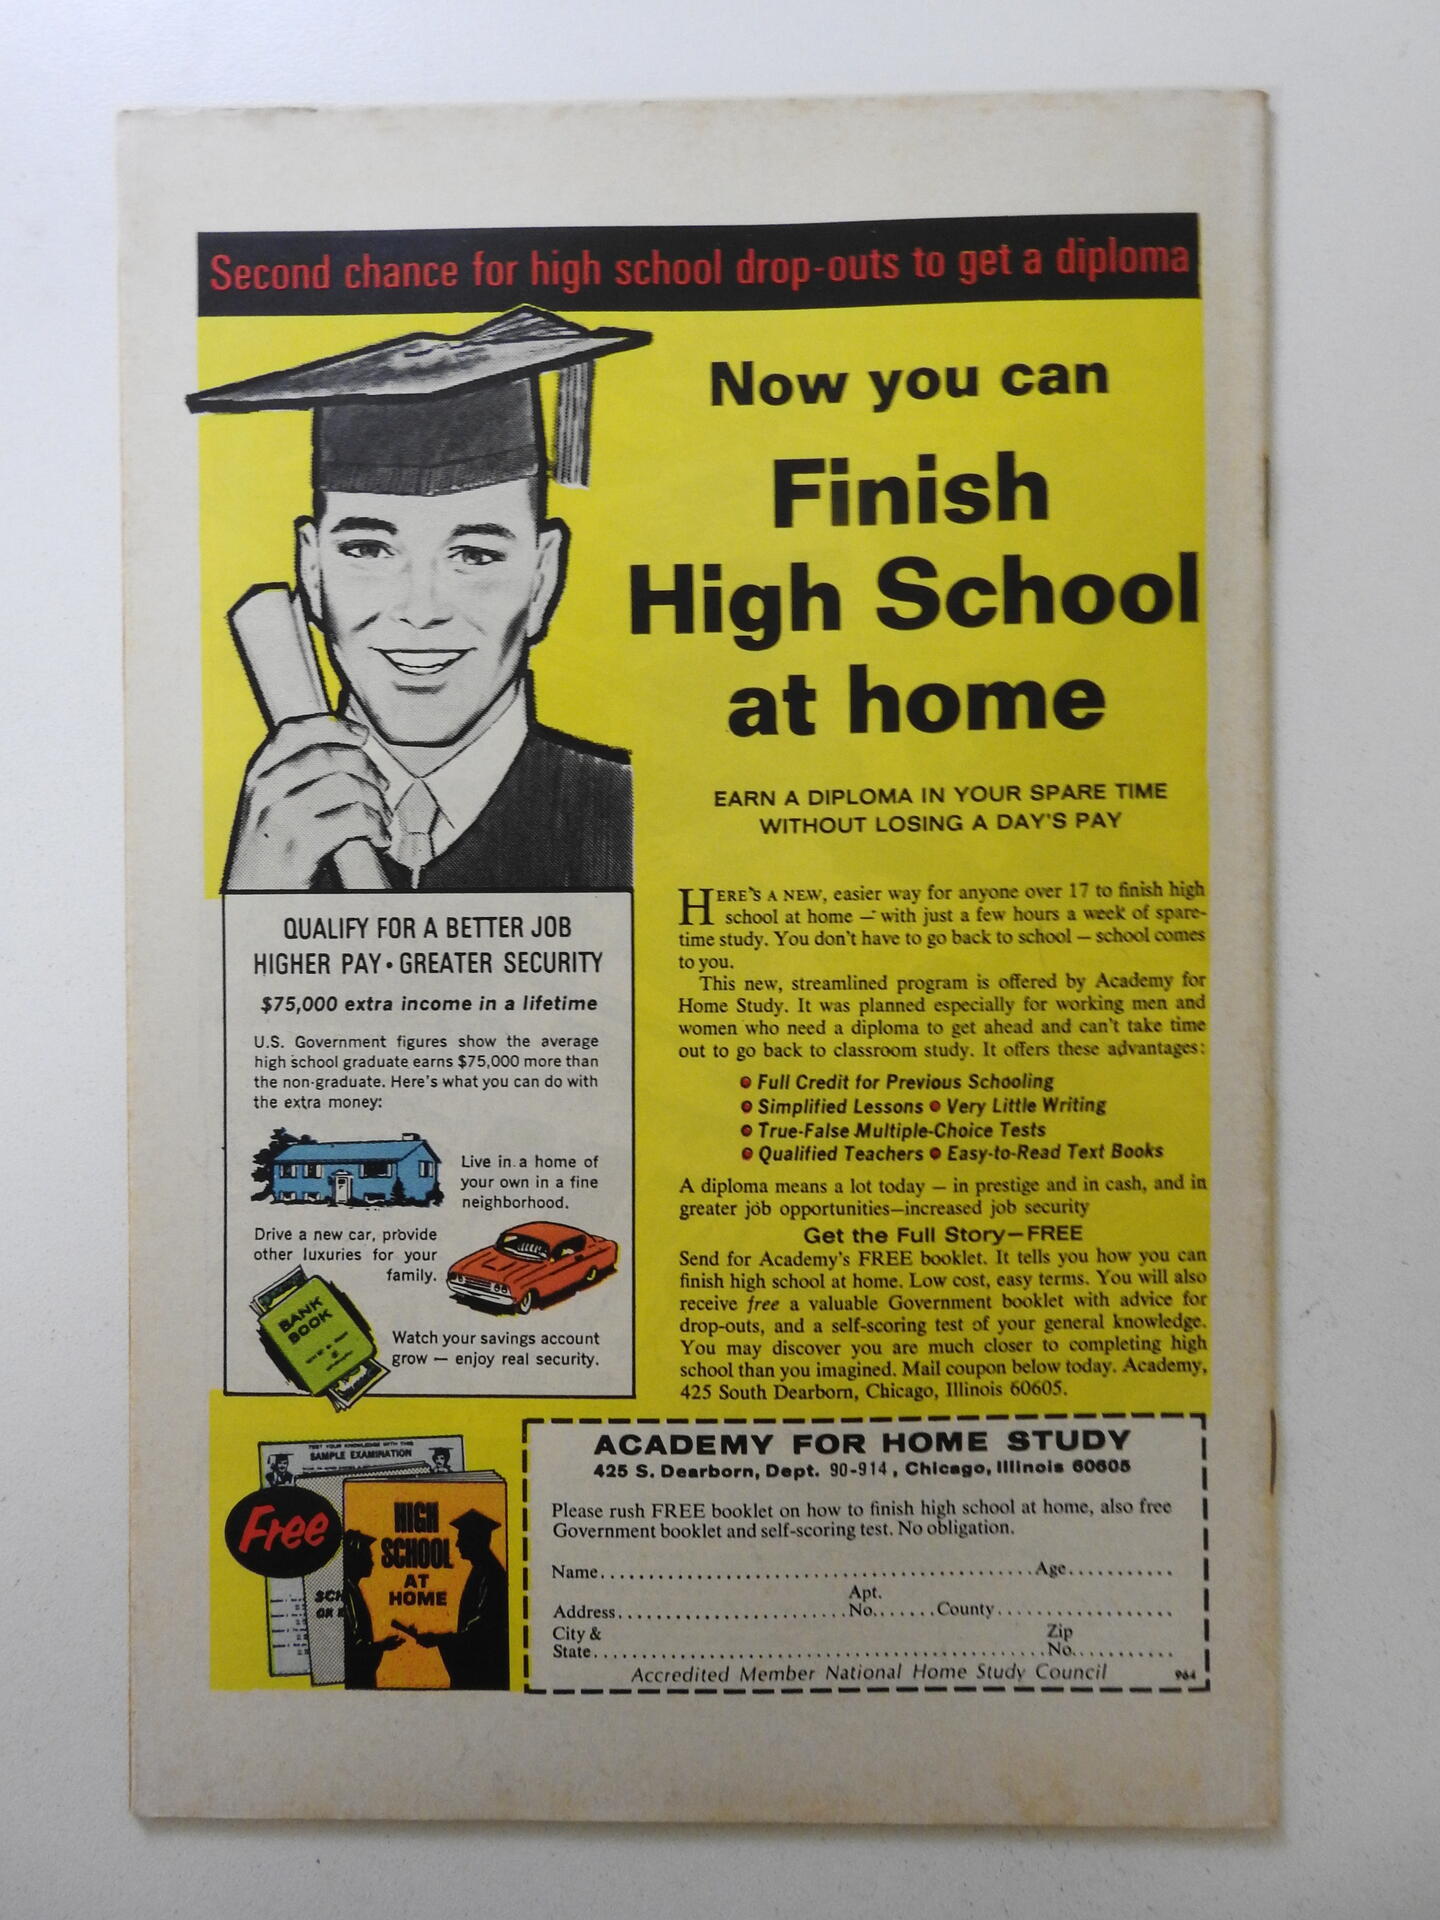 Second chance for high school drop-outs to get a diploma
Now you can
Finish
High School
at home
EARN A DIPLOMA IN YOUR SPARE TIME
WITHOUT LOSING A DAY'S PAY
HERE'S A NEW, easier way for anyone over 17 to finish high
school at home — with just a few hours a week of spare-
time study. You don't have to go back to school — school comes
to you.
This new, streamlined program is offered by Academy for
Home Study. It was planned especially for working men and
women who need a diploma to get ahead and can't take time
out to go back to classroom study. It offers these advantages:
• Full Credit for Previous Schooling
• Simplified Lessons • Very Little Writing
• True-False Multiple-Choice Tests
• Qualified Teachers • Easy-to-Read Text Books
A diploma means a lot today — in prestige and in cash, and in
greater job opportunities—increased job security
Get the Full Story—FREE
Send for Academy's FREE booklet. It tells you how you can
finish high school at home. Low cost, easy terms. You will also
receive free a valuable Government booklet with advice for
drop-outs, and a self-scoring test of your general knowledge.
You may discover you are much closer to completing high
school than you imagined. Mail coupon below today. Academy,
425 South Dearborn, Chicago, Illinois 60605.
QUALIFY FOR A BETTER JOB
HIGHER PAY • GREATER SECURITY
$75,000 extra income in a lifetime
U.S. Government figures show the average
high school graduate earns $75,000 more than
the non-graduate. Here's what you can do with
the extra money:
Live in a home of
your own in a fine
neighborhood.
Drive a new car, provide
other luxuries for your
family.
BANK
BOOK
Watch your savings account
grow — enjoy real security.
TEST YOUR KNOWLEDGE WITH THIS
SAMPLE EXAMINATION
Free
HIGH
SCHOOL
AT
HOME
SCH
OR
ACADEMY FOR HOME STUDY
425 S. Dearborn, Dept. 90-914, Chicago, Illinois 60605
Please rush FREE booklet on how to finish high school at home, also free
Government booklet and self-scoring test. No obligation.
Name............................................Age...........
Apt.
Address.......................No.......County.................
City & Zip
State............................................No...........
Accredited Member National Home Study Council 964